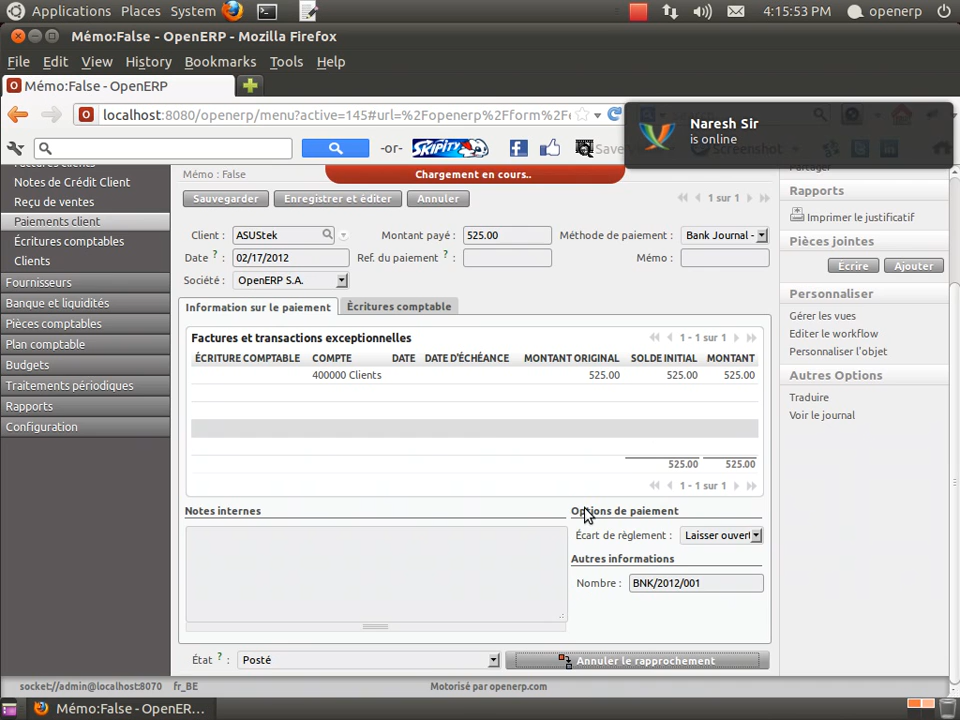 Applications Places System 4:15:53 PM openerp
Mémo:False - OpenERP - Mozilla Firefox
File Edit View History Bookmarks Tools Help
Mémo:False - OpenERP
localhost:8080/openerp/menu?active=145#url=%2Fopenerp%2Fform%2Fe
Naresh Sir
is online
-or- SKIPITY
Notes de Crédit Client
Reçu de ventes
Paiements client
Écritures comptables
Clients
Fournisseurs
Banque et liquidités
Pièces comptables
Plan comptable
Budgets
Traitements périodiques
Rapports
Configuration
Mémo : False
Chargement en cours..
Sauvegarder Enregistrer et éditer Annuler 1 sur 1
Client : ASUStek Montant payé : 525.00 Méthode de paiement : Bank Journal -
Date ? : 02/17/2012 Ref. du paiement ? : Mémo :
Société : OpenERP S.A.
Information sur le paiement Écritures comptable
Factures et transactions exceptionnelles 1 - 1 sur 1
ÉCRITURE COMPTABLE COMPTE DATE DATE D'ÉCHÉANCE MONTANT ORIGINAL SOLDE INITIAL MONTANT
400000 Clients 525.00 525.00 525.00
525.00 525.00
1 - 1 sur 1
Notes internes
Options de paiement
Écart de règlement : Laisser ouvert
Autres informations
Nombre : BNK/2012/001
État ? : Posté Annuler le rapprochement
Rapports
Imprimer le justificatif
Pièces jointes
Écrire Ajouter
Personnaliser
Gérer les vues
Editer le workflow
Personnaliser l'objet
Autres Options
Traduire
Voir le journal
socket://admin@localhost:8070 fr_BE Motorisé par openerp.com
Mémo:False - OpenER...